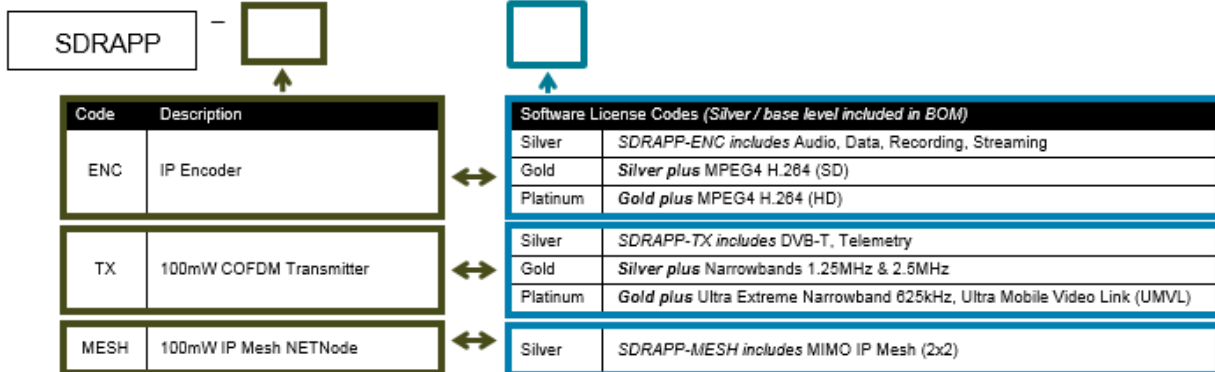 SDRAPP –
Code Description
ENC IP Encoder
TX 100mW COFDM Transmitter
MESH 100mW IP Mesh NETNode
Software License Codes (Silver / base level included in BOM)
Silver SDRAPP-ENC includes Audio, Data, Recording, Streaming
Gold Silver plus MPEG4 H.264 (SD)
Platinum Gold plus MPEG4 H.264 (HD)
Silver SDRAPP-TX includes DVB-T, Telemetry
Gold Silver plus Narrowbands 1.25MHz & 2.5MHz
Platinum Gold plus Ultra Extreme Narrowband 625kHz, Ultra Mobile Video Link (UMVL)
Silver SDRAPP-MESH includes MIMO IP Mesh (2x2)